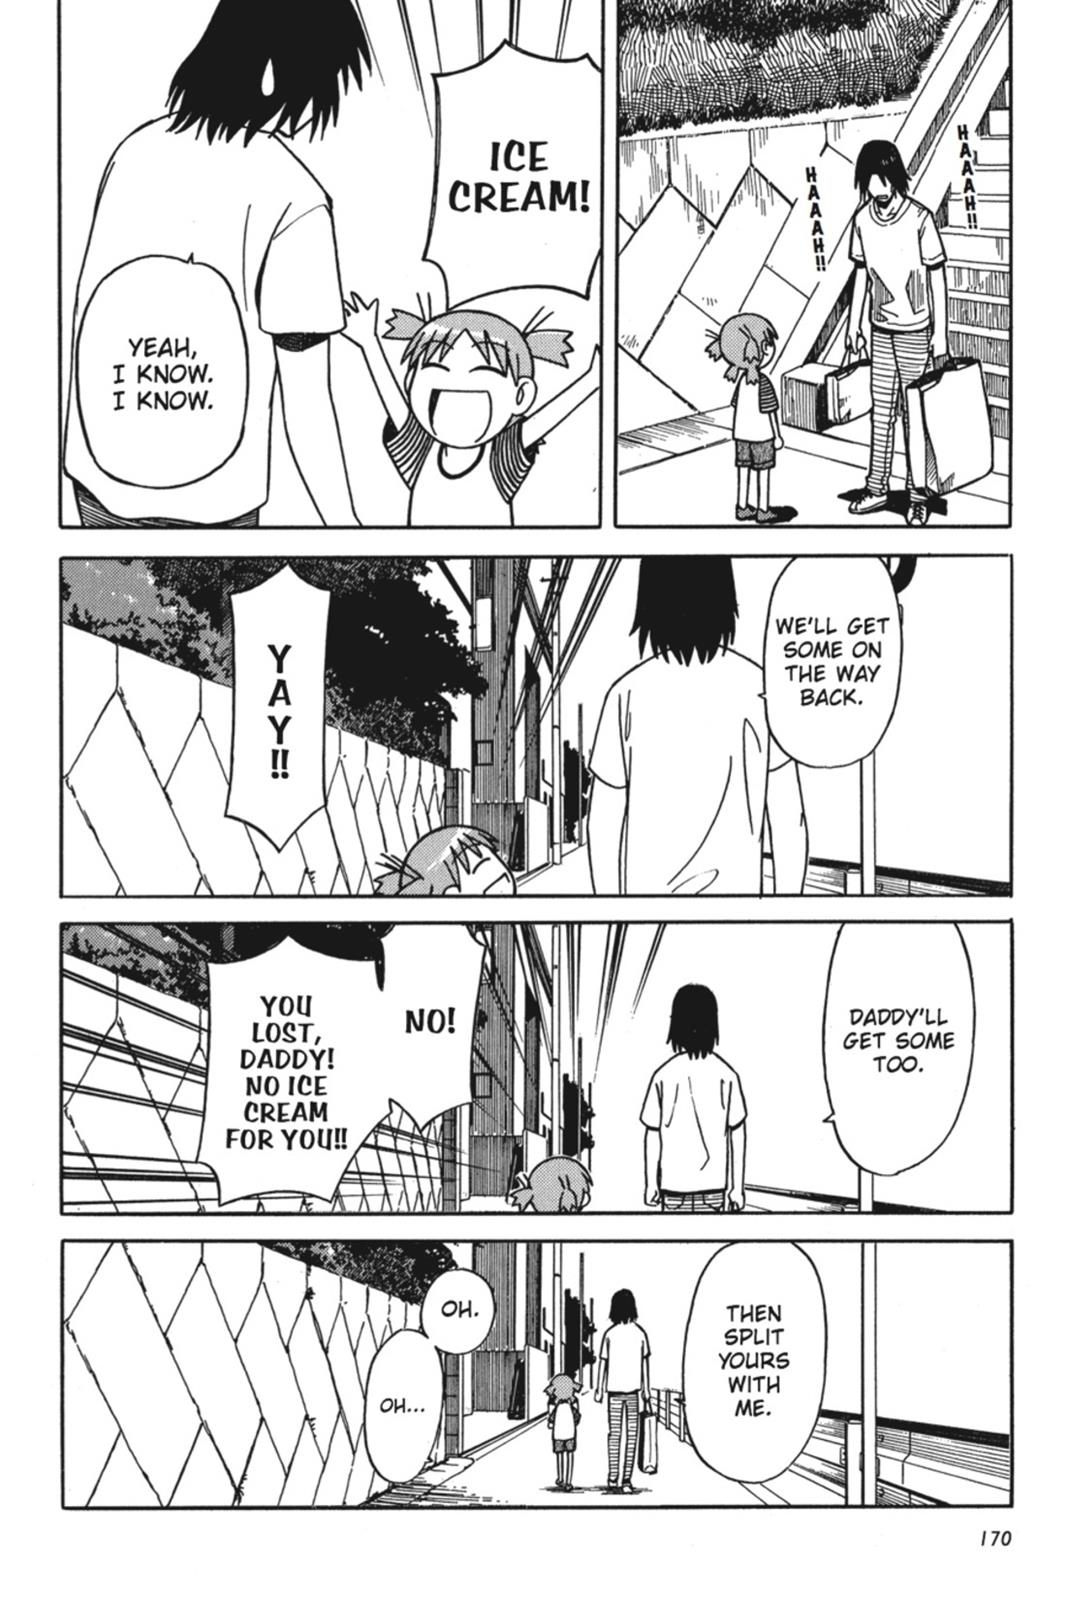 HAAAH!!
HAAAH!!
ICE
CREAM!
YEAH,
I KNOW.
I KNOW.
WE'LL GET
SOME ON
THE WAY
BACK.
YAY!!
DADDY'LL
GET SOME
TOO.
NO!
YOU
LOST,
DADDY!
NO ICE
CREAM
FOR YOU!!
THEN
SPLIT
YOURS
WITH
ME.
OH.
OH...
170